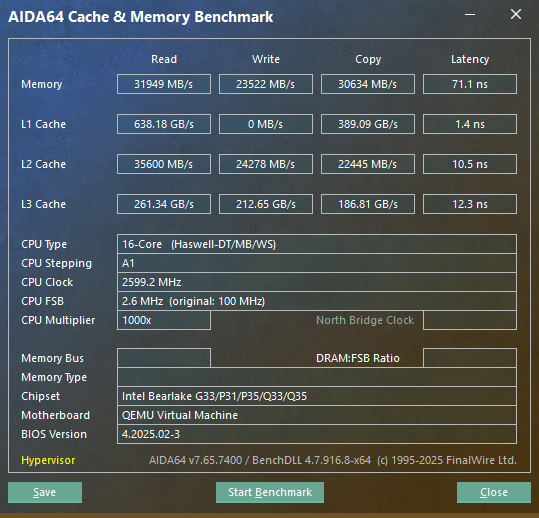 AIDA64 Cache & Memory Benchmark
Read Write Copy Latency
Memory 31949 MB/s 23522 MB/s 30634 MB/s 71.1 ns
L1 Cache 638.18 GB/s 0 MB/s 389.09 GB/s 1.4 ns
L2 Cache 35600 MB/s 24278 MB/s 22445 MB/s 10.5 ns
L3 Cache 261.34 GB/s 212.65 GB/s 186.81 GB/s 12.3 ns
CPU Type 16-Core (Haswell-DT/MB/WS)
CPU Stepping A1
CPU Clock 2599.2 MHz
CPU FSB 2.6 MHz (original: 100 MHz)
CPU Multiplier 1000x North Bridge Clock
Memory Bus DRAM:FSB Ratio
Memory Type
Chipset Intel Bearlake G33/P31/P35/Q33/Q35
Motherboard QEMU Virtual Machine
BIOS Version 4.2025.02-3
Hypervisor AIDA64 v7.65.7400 / BenchDLL 4.7.916.8-x64 (c) 1995-2025 FinalWire Ltd.
Save Start Benchmark Close